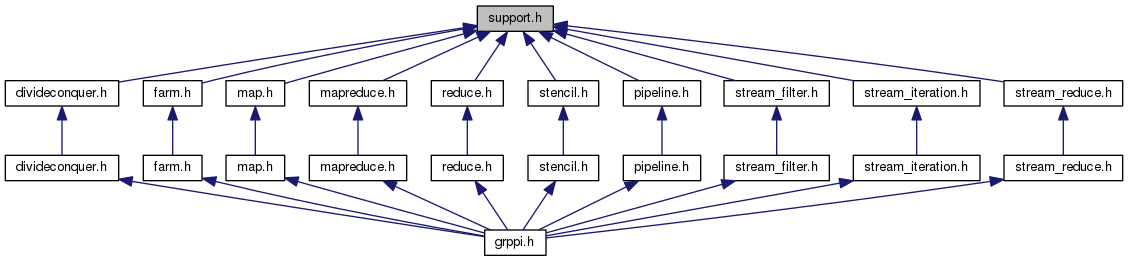 support.h
divideconquer.h farm.h map.h mapreduce.h reduce.h stencil.h pipeline.h stream_filter.h stream_iteration.h stream_reduce.h
divideconquer.h farm.h map.h mapreduce.h reduce.h stencil.h pipeline.h stream_filter.h stream_iteration.h stream_reduce.h
grppi.h